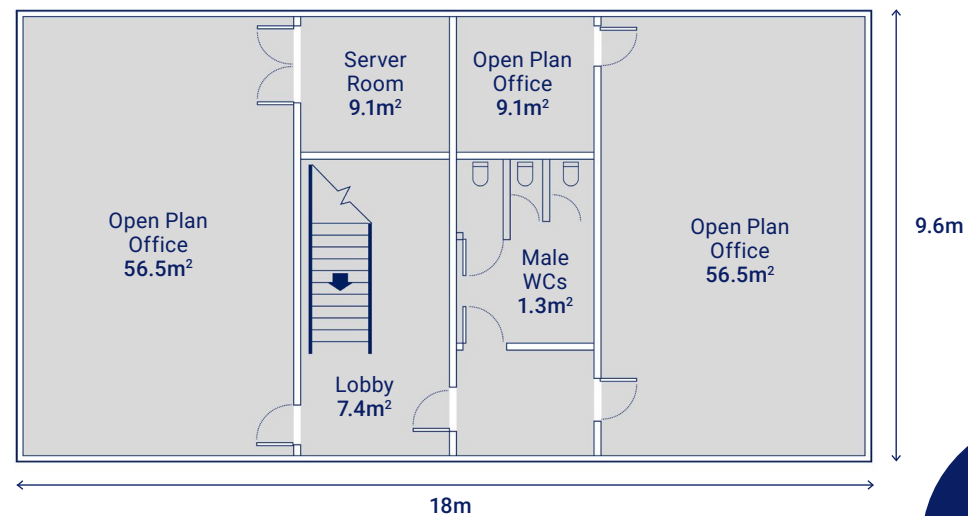 Server
Room
9.1m²
Open Plan
Office
9.1m²
Open Plan
Office
56.5m²
Male
WCs
1.3m²
Open Plan
Office
56.5m²
9.6m
Lobby
7.4m²
18m